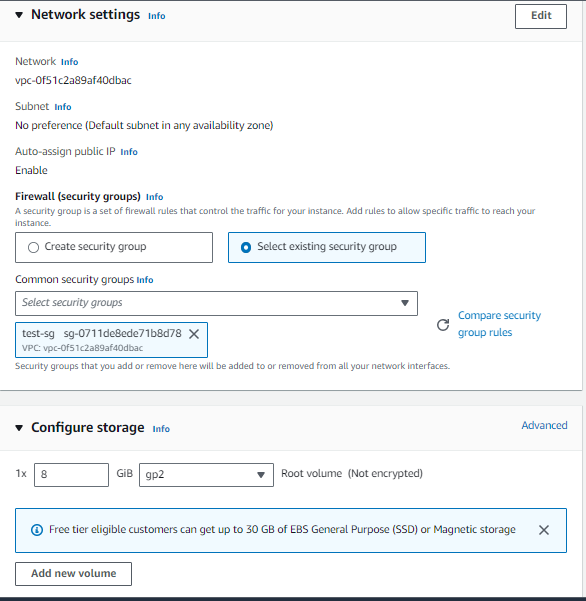 Network settings Info
Edit
Network Info
vpc-0f51c2a89af40dbac
Subnet Info
No preference (Default subnet in any availability zone)
Auto-assign public IP Info
Enable
Firewall (security groups) Info
A security group is a set of firewall rules that control the traffic for your instance. Add rules to allow specific traffic to reach your
instance.
Create security group
Select existing security group
Common security groups Info
Select security groups
test-sg sg-0711de8ede71b8d78
VPC: vpc-0f51c2a89af40dbac
Compare security
group rules
Security groups that you add or remove here will be added to or removed from all your network interfaces.
Configure storage Info
Advanced
1x 8 GiB gp2 Root volume (Not encrypted)
Free tier eligible customers can get up to 30 GB of EBS General Purpose (SSD) or Magnetic storage
Add new volume